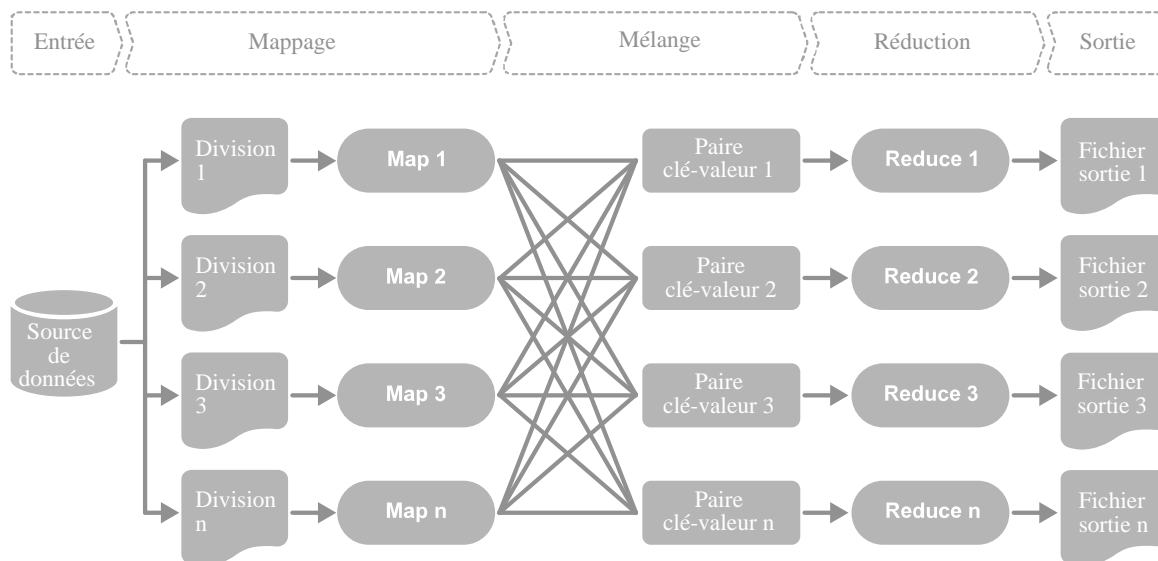 Entrée
Mappage
Mélange
Réduction
Sortie
Division
1
Map 1
Paire
clé-valeur 1
Reduce 1
Fichier
sortie 1
Division
2
Map 2
Paire
clé-valeur 2
Reduce 2
Fichier
sortie 2
Source
de
données
Division
3
Map 3
Paire
clé-valeur 3
Reduce 3
Fichier
sortie 3
Division
n
Map n
Paire
clé-valeur n
Reduce n
Fichier
sortie n